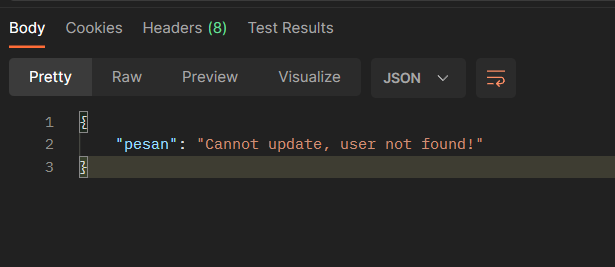 Body Cookies Headers (8) Test Results
Pretty Raw Preview Visualize JSON
1 {
2 "pesan": "Cannot update, user not found!"
3 }